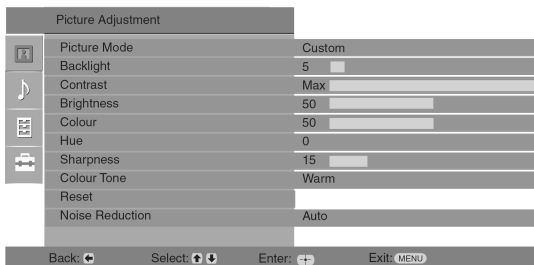 Picture Adjustment
Picture Mode Custom
Backlight 5
Contrast Max
Brightness 50
Colour 50
Hue 0
Sharpness 15
Colour Tone Warm
Reset
Noise Reduction Auto
Back: Select: Enter: Exit: MENU